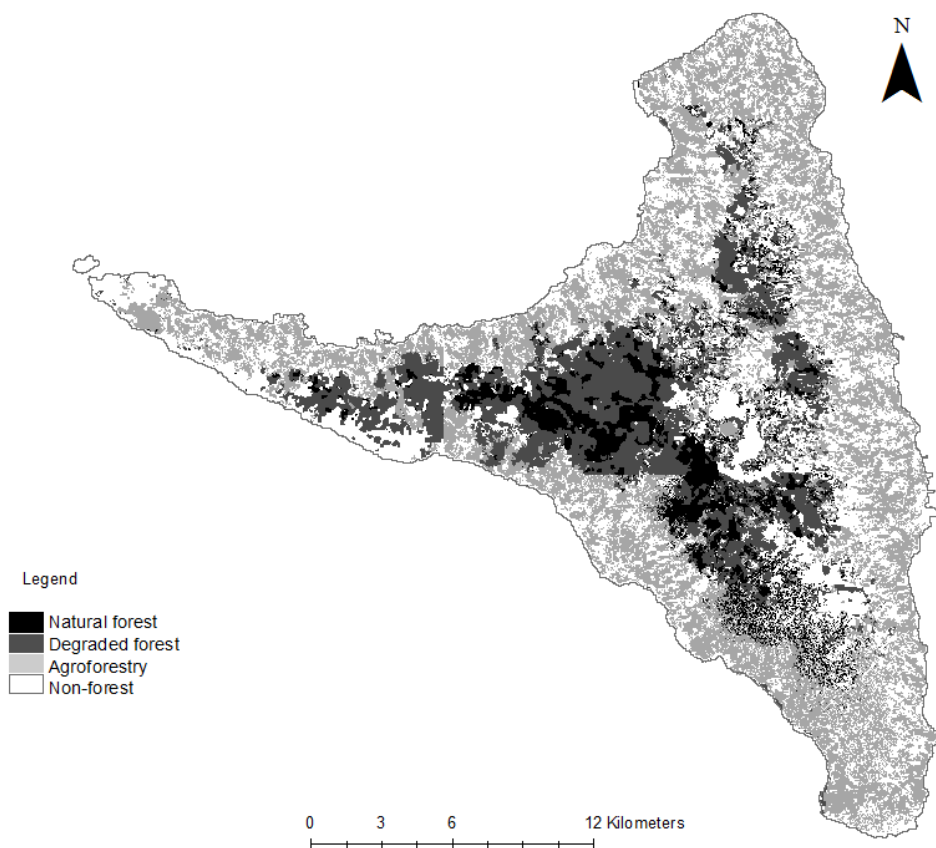 N
Legend
Natural forest
Degraded forest
Agroforestry
Non-forest
0 3 6 12 Kilometers